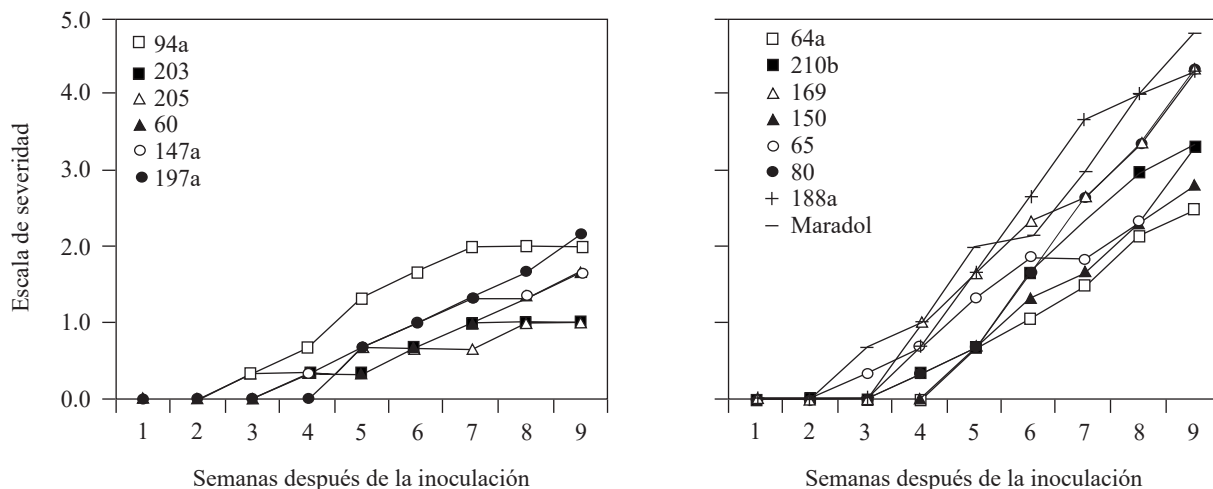 Escala de severidad
5.0
4.0
3.0
2.0
1.0
0.0
94a
203
205
60
147a
197a
1 2 3 4 5 6 7 8 9
Semanas después de la inoculación
64a
210b
169
150
65
80
188a
Maradol
1 2 3 4 5 6 7 8 9
Semanas después de la inoculación